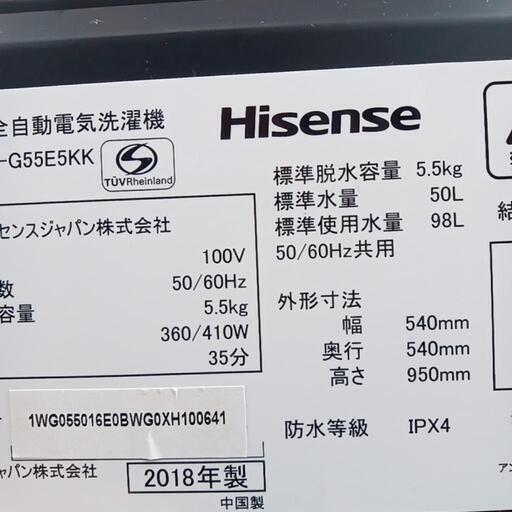 全自動電気洗濯機
-G55E5KK
TÜVRheinland
センスジャパン株式会社
100V
数 50/60Hz
容量 5.5kg
360/410W
35分
1WG055016E0BWG0XH100641
ジャパン株式会社
2018年製
中国製
Hisense
標準脱水容量 5.5kg
標準水量 50L
標準使用水量 98L
50/60Hz共用
外形寸法
幅 540mm
奥行 540mm
高さ 950mm
防水等級 IPX4
結
アン